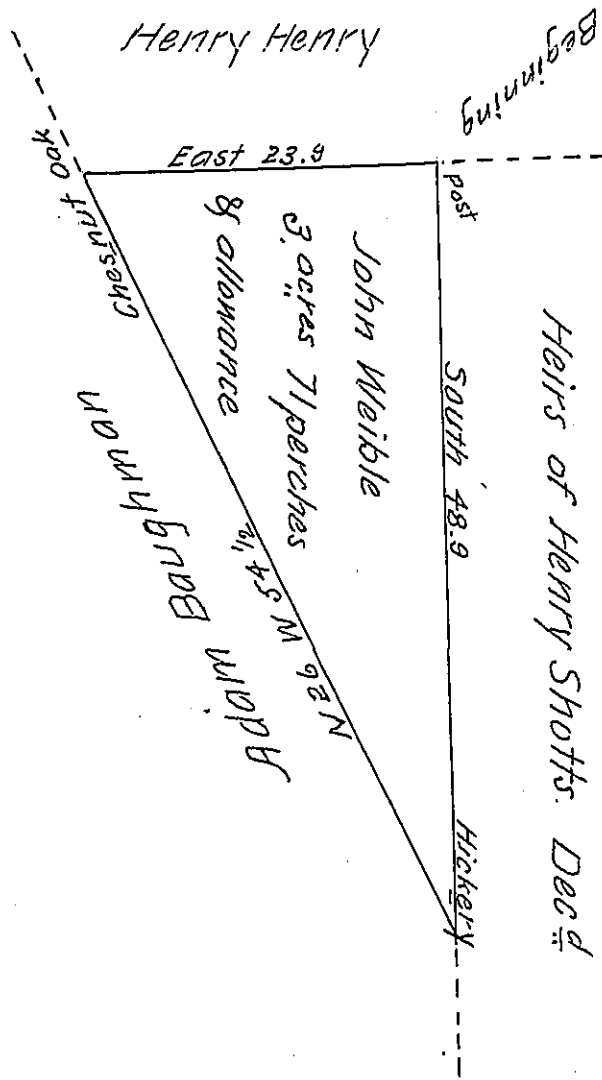 Henry Henry
Beginning
East 23.9
post
Chesnut oak
John Weible
3 acres 71 perches
& allowance
South 48.9
Heirs of Henry Shotts. Decd
N 26 W 54 1/2
Adam Baughman
Hickery